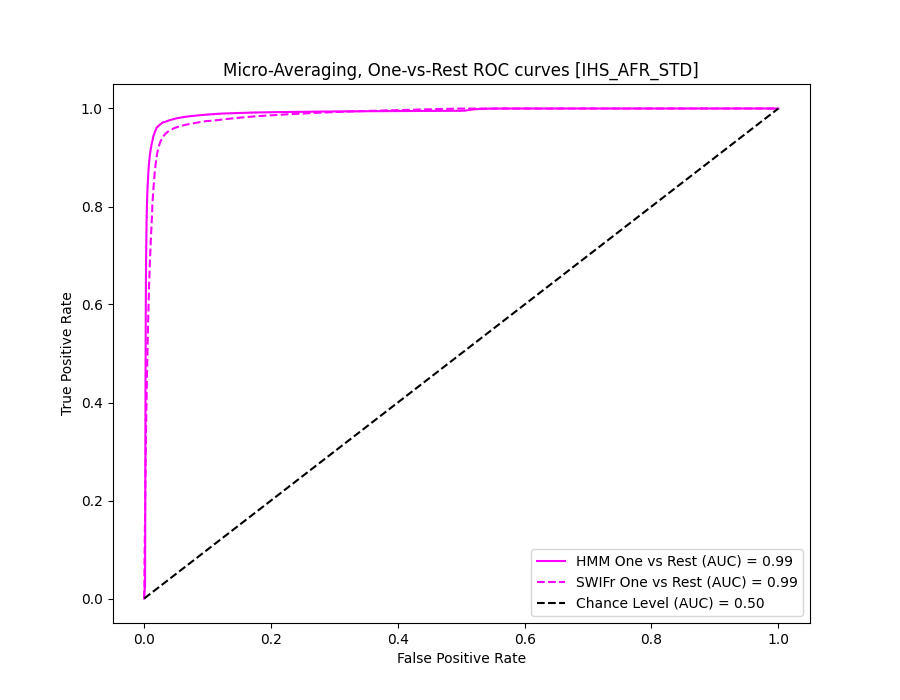 Micro-Averaging, One-vs-Rest ROC curves [IHS_AFR_STD]
1.0
0.8
0.6
0.4
0.2
0.0
True Positive Rate
HMM One vs Rest (AUC) = 0.99
SWIFr One vs Rest (AUC) = 0.99
Chance Level (AUC) = 0.50
0.0 0.2 0.4 0.6 0.8 1.0
False Positive Rate